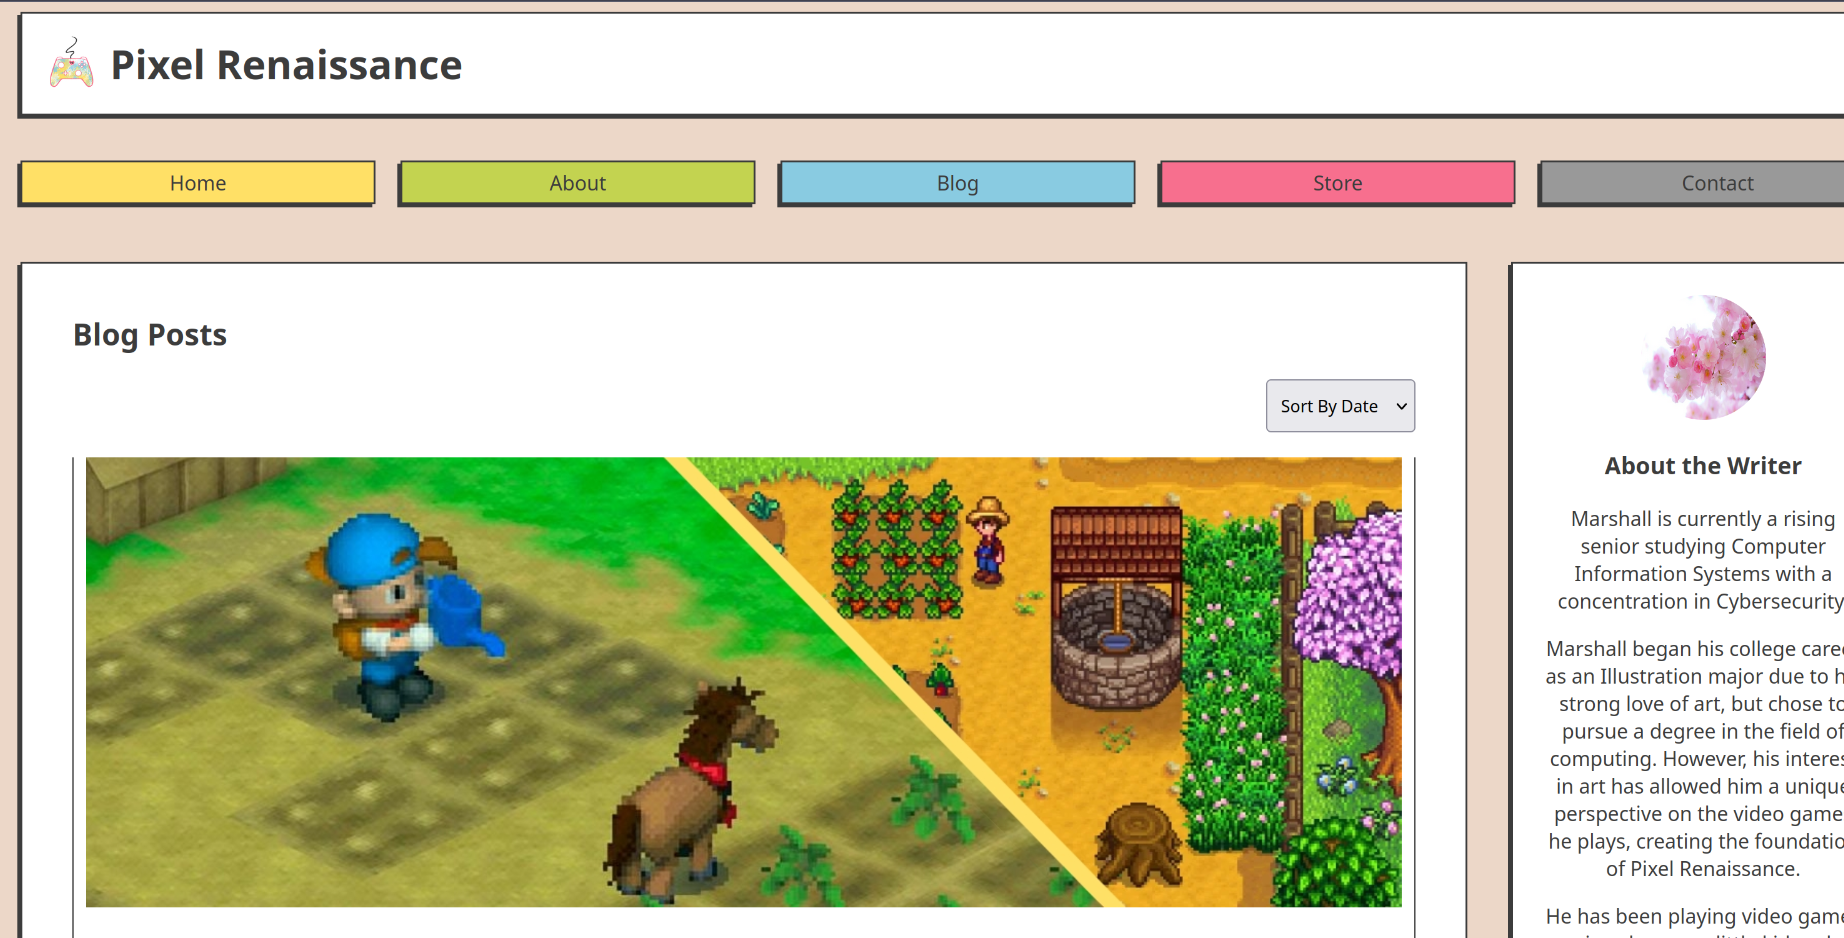 Pixel Renaissance
Home
About
Blog
Store
Contact
Blog Posts
Sort By Date
About the Writer
Marshall is currently a rising
senior studying Computer
Information Systems with a
concentration in Cybersecurity
Marshall began his college
as an Illustration major due to
strong love of art, but chose to
pursue a degree in the field of
computing. However, his
in art has allowed him a unique
perspective on the video game
he plays, creating the
of Pixel Renaissance.
He has been playing video